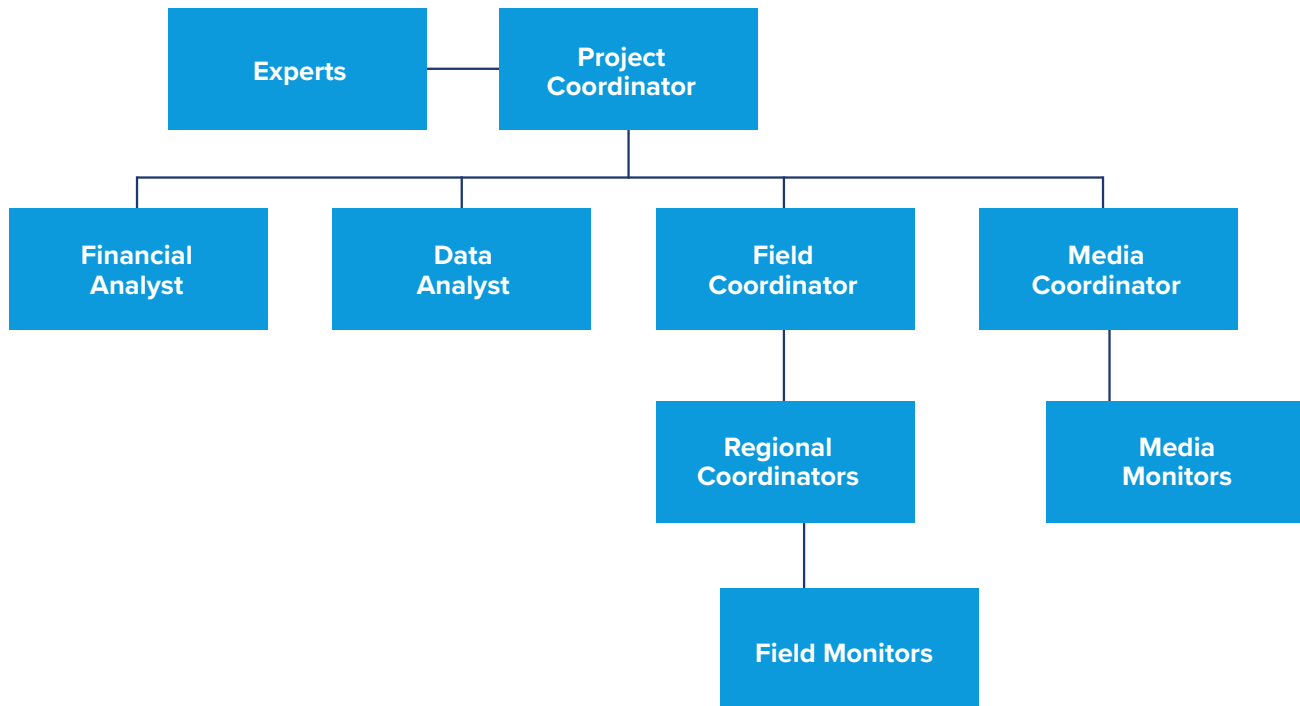 Experts
Project
Coordinator
Financial
Analyst
Data
Analyst
Field
Coordinator
Media
Coordinator
Regional
Coordinators
Media
Monitors
Field Monitors